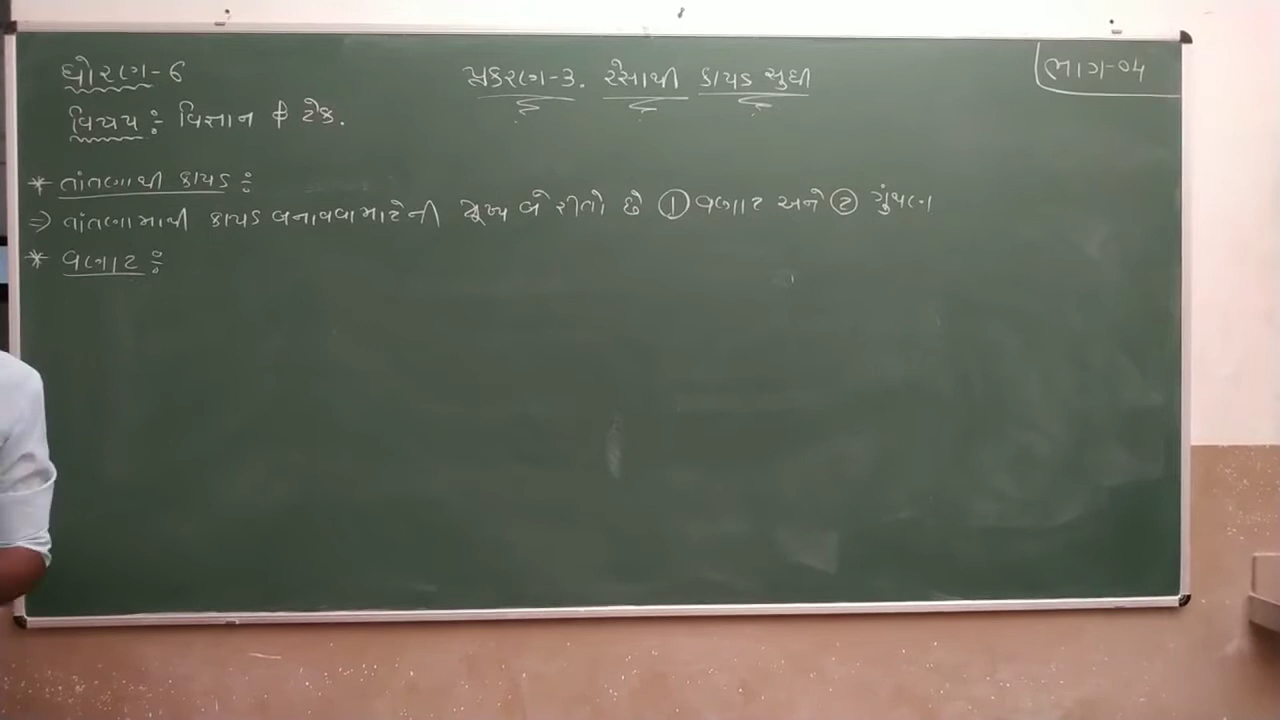 ધોરણ-6
પ્રકરણ-3. રેસાથી કાપડ સુધી
ભાગ-04
વિષય : વિજ્ઞાન & ટેક.
* તાંતણાથી કાપડ :
⇒ તાંતણામાથી કાપડ બનાવવા માટેની મુખ્ય બે રીતો છે ① વણાટ અને ② ગુંથણ
* વણાટ :